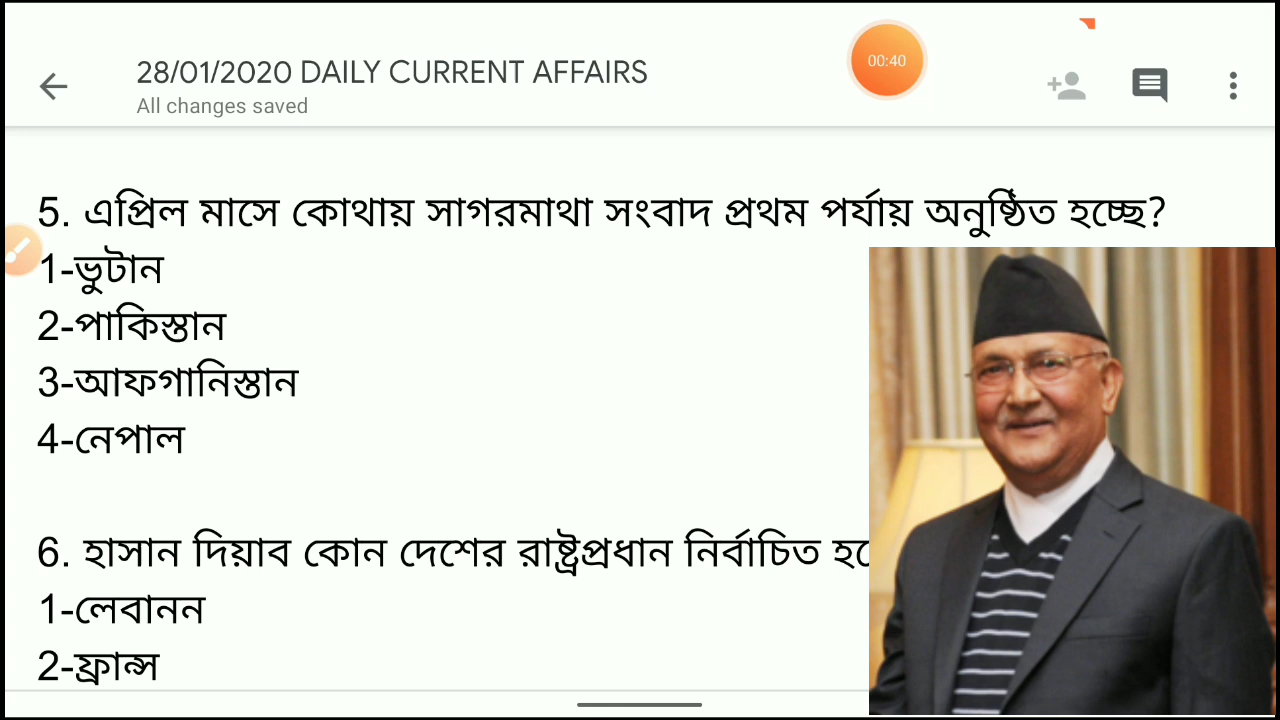 28/01/2020 DAILY CURRENT AFFAIRS
All changes saved
00:40
5. এপ্রিল মাসে কোথায় সাগরমাথা সংবাদ প্রথম পর্যায় অনুষ্ঠিত হচ্ছে?
1-ভুটান
2-পাকিস্তান
3-আফগানিস্তান
4-নেপাল
6. হাসান দিয়াব কোন দেশের রাষ্ট্রপ্রধান নির্বাচিত
1-লেবানন
2-ফ্রান্স